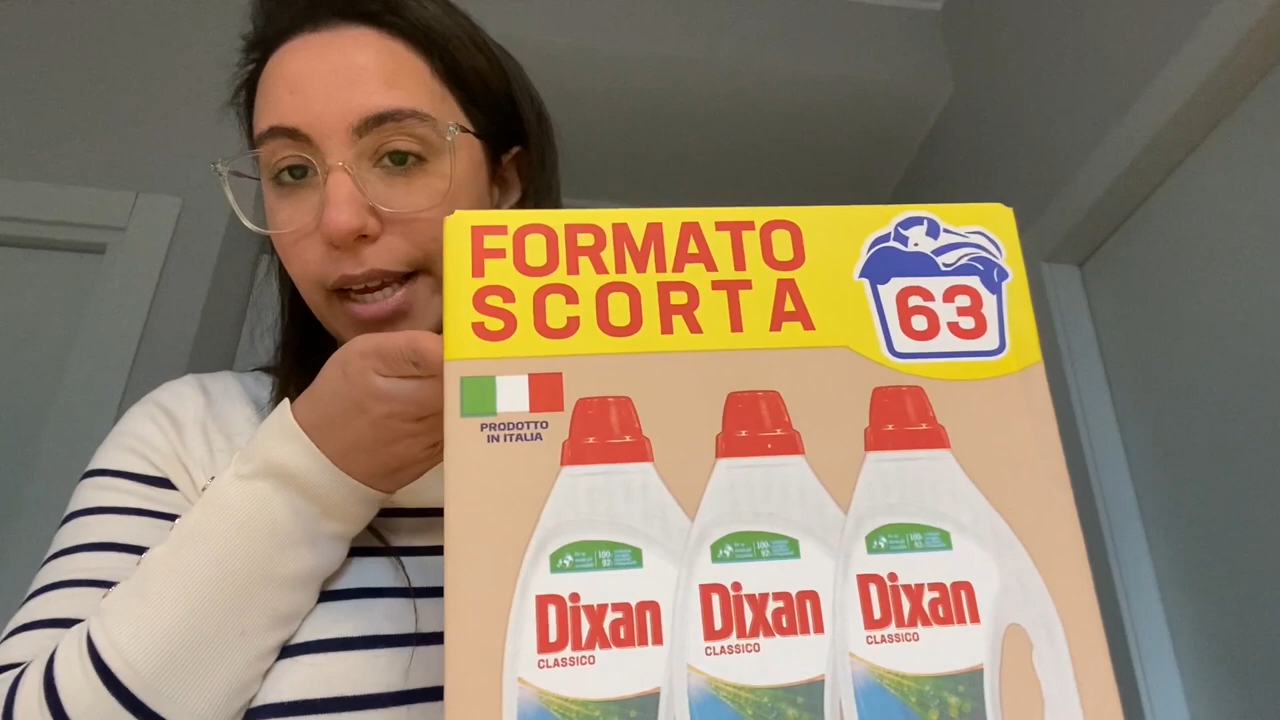 FORMATO
SCORTA
63
PRODOTTO
IN ITALIA
Dixan
CLASSICO
Dixan
CLASSICO
Dixan
CLASSICO